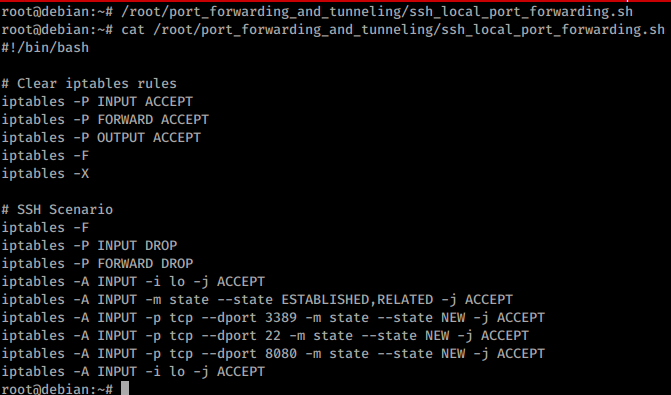 root@debian:~# /root/port_forwarding_and_tunneling/ssh_local_port_forwarding.sh
root@debian:~# cat /root/port_forwarding_and_tunneling/ssh_local_port_forwarding.sh
#!/bin/bash

# Clear iptables rules
iptables -P INPUT ACCEPT
iptables -P FORWARD ACCEPT
iptables -P OUTPUT ACCEPT
iptables -F
iptables -X

# SSH Scenario
iptables -F
iptables -P INPUT DROP
iptables -P FORWARD DROP
iptables -A INPUT -i lo -j ACCEPT
iptables -A INPUT -m state --state ESTABLISHED,RELATED -j ACCEPT
iptables -A INPUT -p tcp --dport 3389 -m state --state NEW -j ACCEPT
iptables -A INPUT -p tcp --dport 22 -m state --state NEW -j ACCEPT
iptables -A INPUT -p tcp --dport 8080 -m state --state NEW -j ACCEPT
iptables -A INPUT -i lo -j ACCEPT
root@debian:~#